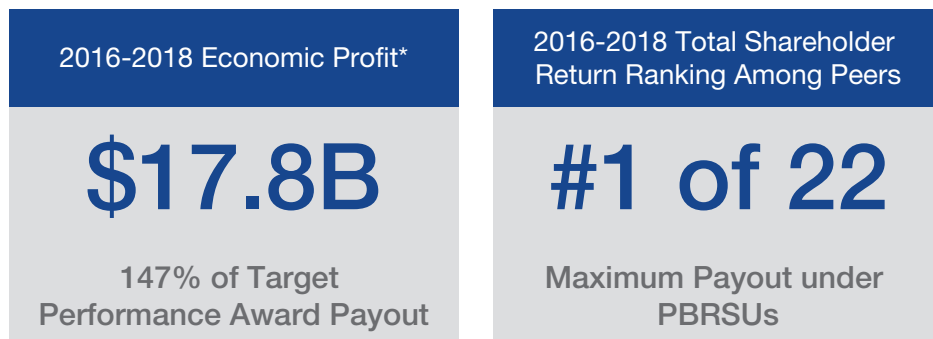 2016-2018 Economic Profit*
$17.8B
147% of Target
Performance Award Payout
2016-2018 Total Shareholder
Return Ranking Among Peers
#1 of 22
Maximum Payout under
PBRSUs